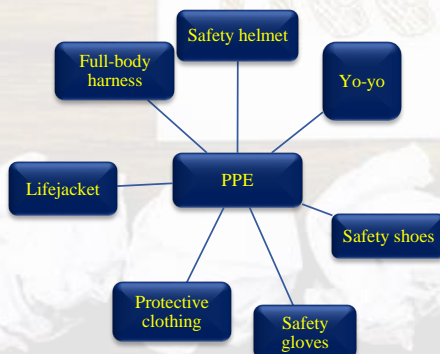 Safety helmet
Full-body
harness
Yo-yo
Lifejacket
PPE
Safety shoes
Protective
clothing
Safety
gloves